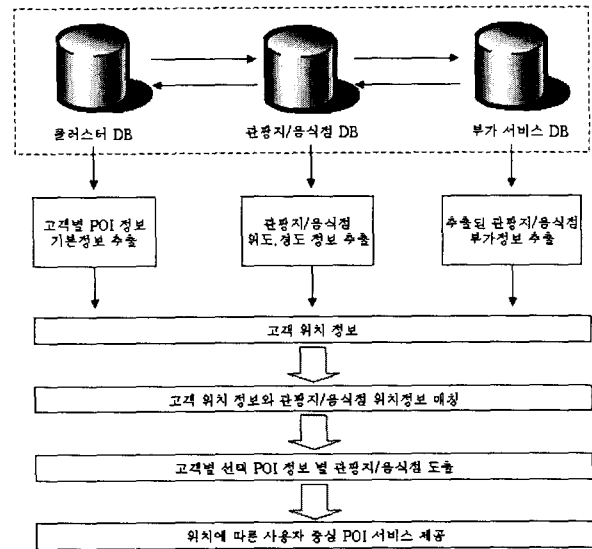 클러스터 DB
관광지/음식점 DB
부가 서비스 DB
고객별 POI 정보
기본정보 추출
관광지/음식점
위도,경도 정보 추출
추출된 관광지/음식점
부가정보 추출
고객 위치 정보
고객 위치 정보와 관광지/음식점 위치정보 매칭
고객별 선택 POI 정보 별 관광지/음식점 도출
위치에 따른 사용자 중심 POI 서비스 제공